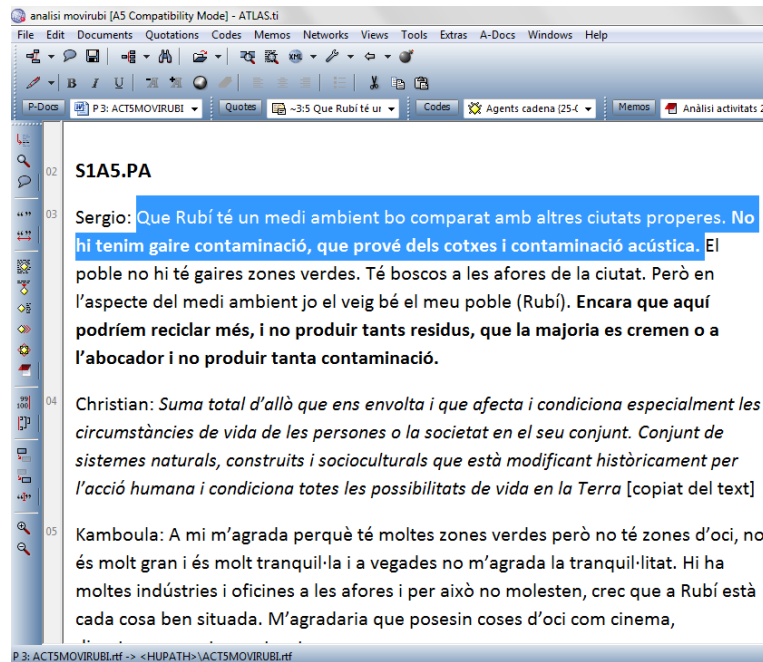 analisi movirubi [A5 Compatibility Mode] - ATLAS.ti
File Edit Documents Quotations Codes Memos Networks Views Tools Extras A-Docs Windows Help
B I U
P-Docs P 3: ACT5MOVIRUBI Quotes ~3:5 Que Rubí té ur Codes Agents cadena {25-( Memos Anàlisi activitats 2
02 S1A5.PA
03 Sergio: Que Rubí té un medi ambient bo comparat amb altres ciutats properes. No
hi tenim gaire contaminació, que prové dels cotxes i contaminació acústica. El
poble no hi té gaires zones verdes. Té boscos a les afores de la ciutat. Però en
l’aspecte del medi ambient jo el veig bé el meu poble (Rubí). Encara que aquí
podríem reciclar més, i no produir tants residus, que la majoria es cremen o a
l’abocador i no produir tanta contaminació.
04 Christian: Suma total d’allò que ens envolta i que afecta i condiciona especialment les
circumstàncies de vida de les persones o la societat en el seu conjunt. Conjunt de
sistemes naturals, construits i socioculturals que està modificant històricament per
l’acció humana i condiciona totes les possibilitats de vida en la Terra [copiat del text]
05 Kamboula: A mi m’agrada perquè té moltes zones verdes però no té zones d’oci, no
és molt gran i és molt tranquil·la i a vegades no m’agrada la tranquil·litat. Hi ha
moltes indústries i oficines a les afores i per això no molesten, crec que a Rubí està
cada cosa ben situada. M’agradaria que posesin coses d’oci com cinema,
P 3: ACT5MOVIRUBI.rtf -> <HUPATH>\ACT5MOVIRUBI.rtf